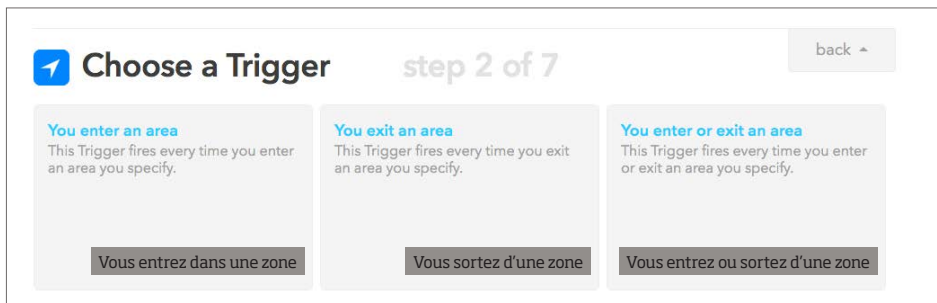 Choose a Trigger
step 2 of 7
back
You enter an area
This Trigger fires every time you enter
an area you specify.
Vous entrez dans une zone
You exit an area
This Trigger fires every time you exit
an area you specify.
Vous sortez d'une zone
You enter or exit an area
This Trigger fires every time you enter
or exit an area you specify.
Vous entrez ou sortez d'une zone